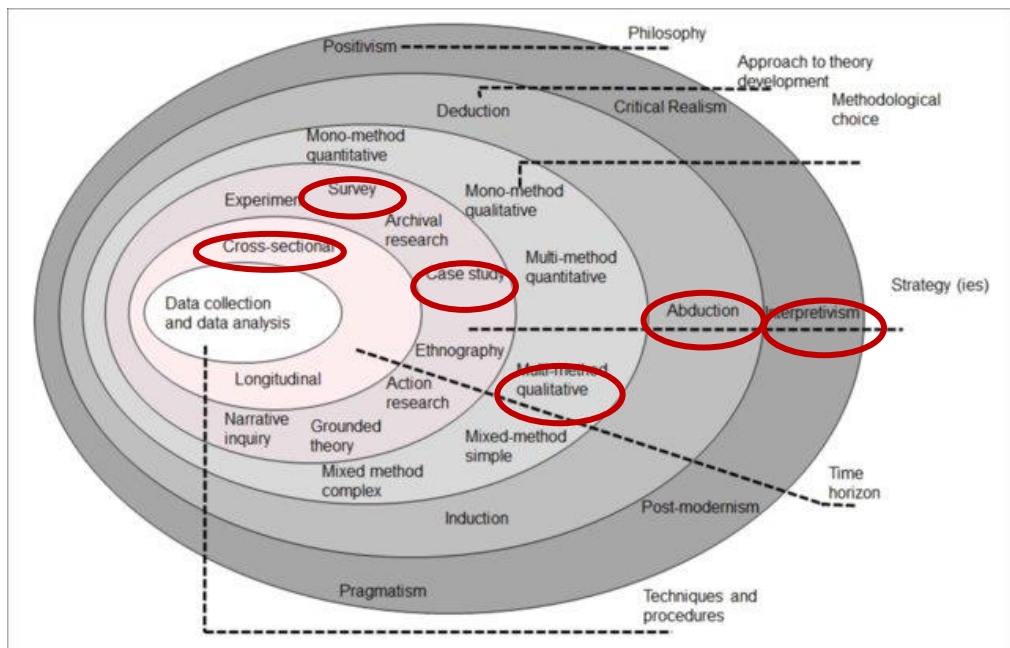 Positivism
Philosophy
Approach to theory
development
Deduction
Critical Realism
Methodological
choice
Mono-method
quantitative
Survey
Experimen
Mono-method
qualitative
Archival
research
Cross-sectional
Multi-method
quantitative
Case study
Strategy (ies)
Data collection
and data analysis
Abduction
Interpretivism
Ethnography
Longitudinal
Multi-method
qualitative
Action
research
Narrative
inquiry
Grounded
theory
Mixed-method
simple
Mixed method
complex
Time
horizon
Post-modernism
Induction
Pragmatism
Techniques and
procedures